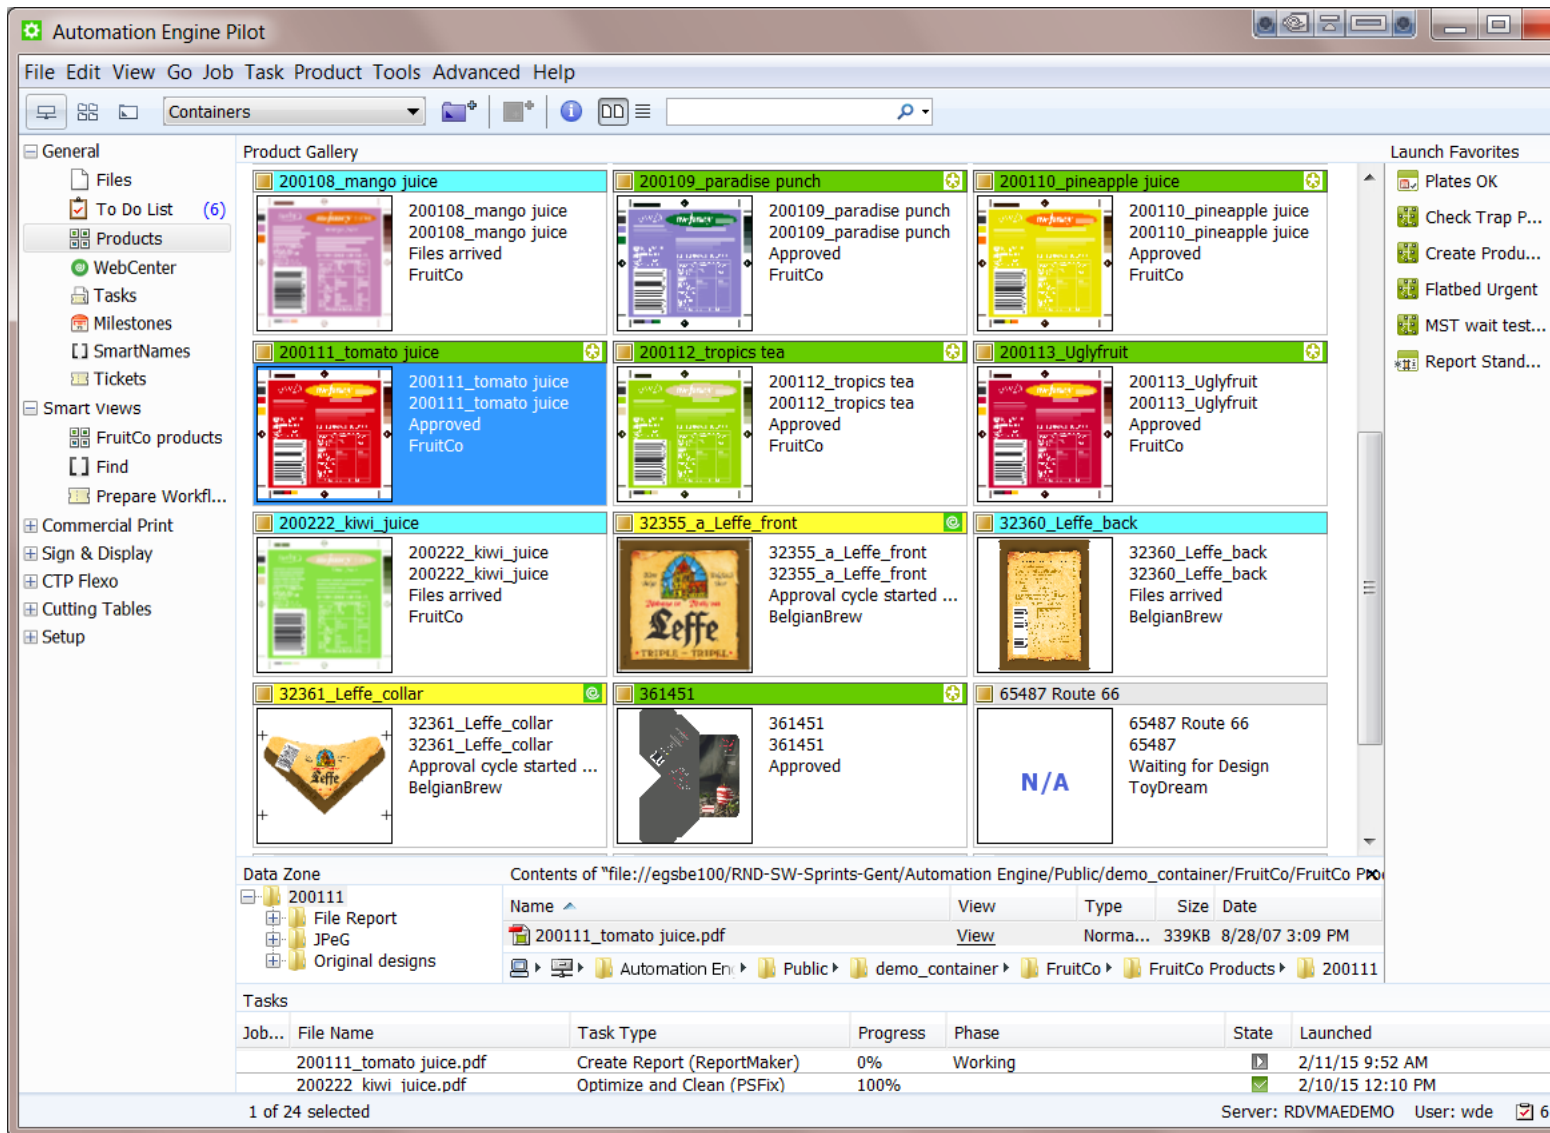 Automation Engine Pilot
File Edit View Go Job Task Product Tools Advanced Help
Containers
General
Files
To Do List (6)
Products
WebCenter
Tasks
Milestones
SmartNames
Tickets
Smart Views
FruitCo products
Find
Prepare Workfl...
Commercial Print
Sign & Display
CTP Flexo
Cutting Tables
Setup
Product Gallery
200108_mango juice
200108_mango juice
200108_mango juice
Files arrived
FruitCo
200109_paradise punch
200109_paradise punch
200109_paradise punch
Approved
FruitCo
200110_pineapple juice
200110_pineapple juice
200110_pineapple juice
Approved
FruitCo
200111_tomato juice
200111_tomato juice
200111_tomato juice
Approved
FruitCo
200112_tropics tea
200112_tropics tea
200112_tropics tea
Approved
FruitCo
200113_Uglyfruit
200113_Uglyfruit
200113_Uglyfruit
Approved
FruitCo
200222_kiwi_juice
200222_kiwi_juice
200222_kiwi_juice
Files arrived
FruitCo
32355_a_Leffe_front
Leffe
TRIPLE - TRIPEL
32355_a_Leffe_front
32355_a_Leffe_front
Approval cycle started ...
BelgianBrew
32360_Leffe_back
32360_Leffe_back
32360_Leffe_back
Files arrived
BelgianBrew
32361_Leffe_collar
Leffe
32361_Leffe_collar
32361_Leffe_collar
Approval cycle started ...
BelgianBrew
361451
361451
361451
Approved
65487 Route 66
N/A
65487 Route 66
65487
Waiting for Design
ToyDream
Launch Favorites
Plates OK
Check Trap P...
Create Produ...
Flatbed Urgent
MST wait test...
Report Stand...
Data Zone
200111
File Report
JPeG
Original designs
Contents of "file://egsbe100/RND-SW-Sprints-Gent/Automation Engine/Public/demo_container/FruitCo/FruitCo
Name View Type Size Date
200111_tomato juice.pdf View Norma... 339KB 8/28/07 3:09 PM
Automation En Public demo_container FruitCo FruitCo Products 200111
Tasks
Job... File Name Task Type Progress Phase State Launched
200111_tomato juice.pdf Create Report (ReportMaker) 0% Working 2/11/15 9:52 AM
200222_kiwi_juice.pdf Optimize and Clean (PSFix) 100% 2/10/15 12:10 PM
1 of 24 selected Server: RDVMAEDEMO User: wde 6